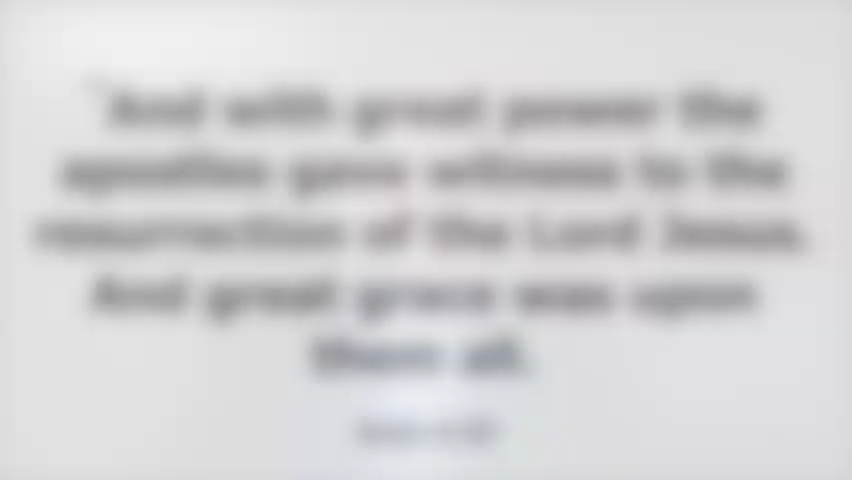 And with great power the
apostles gave witness to the
resurrection of the Lord Jesus.
And great grace was upon
them all.